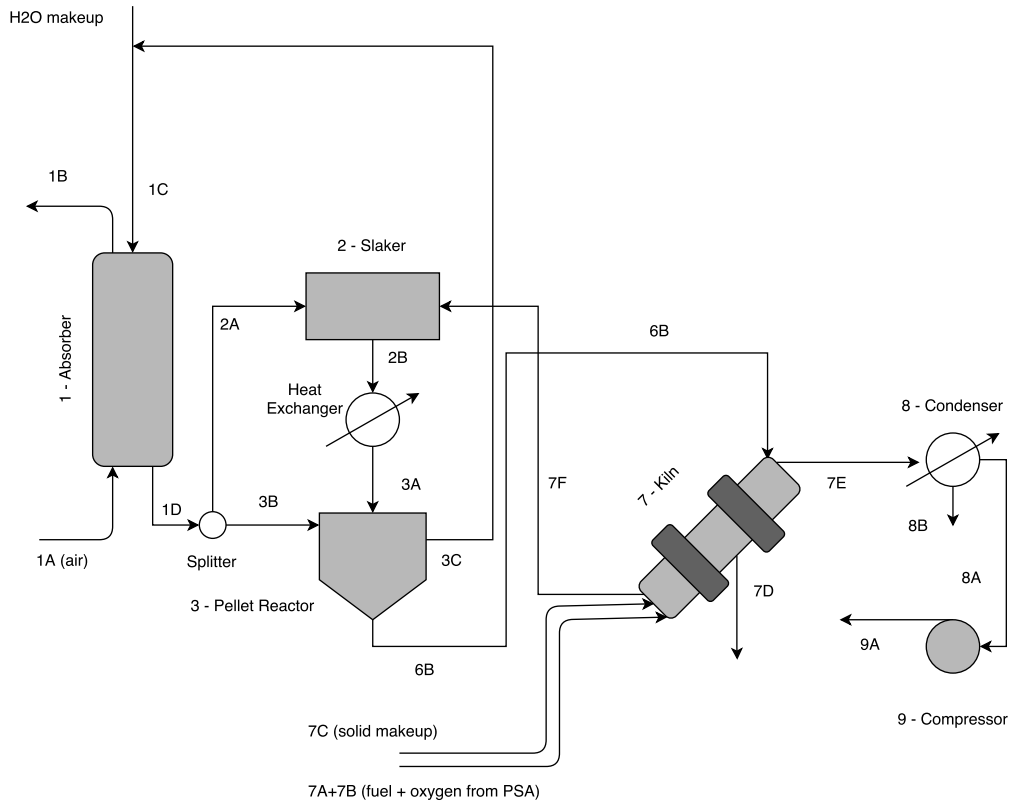 H2O makeup
1B
1C
2 - Slaker
2A
1 - Absorber
2B
6B
Heat
Exchanger
8 - Condenser
3A
7 - Kiln
7F
7E
3B
1D
8B
1A (air)
Splitter
3C
8A
7D
3 - Pellet Reactor
9A
6B
9 - Compressor
7C (solid makeup)
7A+7B (fuel + oxygen from PSA)